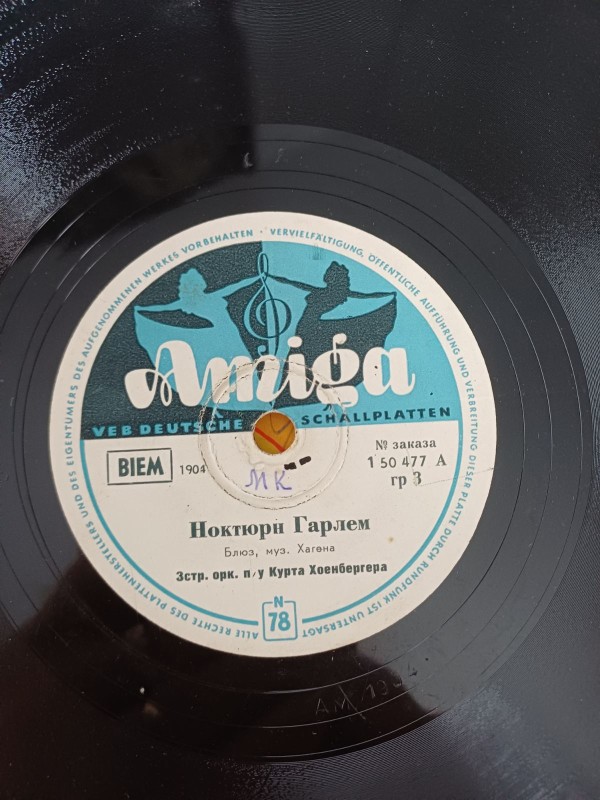 ALLE RECHTE DES PLATTENHERSTELLERS UND DES EIGENTÜMERS DES AUFGENOMMENEN WERKES VORBEHALTEN · VERVIELFÄLTIGUNG, ÖFFENTLICHE AUFFÜHRUNG UND VERBREITUNG DIESER PLATTE DURCH RUNDFUNK IST UNTERSAGT
Amiga
VEB DEUTSCHE SCHALLPLATTEN
BIEM
1904
№ заказа
1 50 477 A
гр 3
МК
Ноктюрн Гарлем
Блюз, муз. Хагена
Эстр. орк. п/у Курта Хоенбергера
N
78